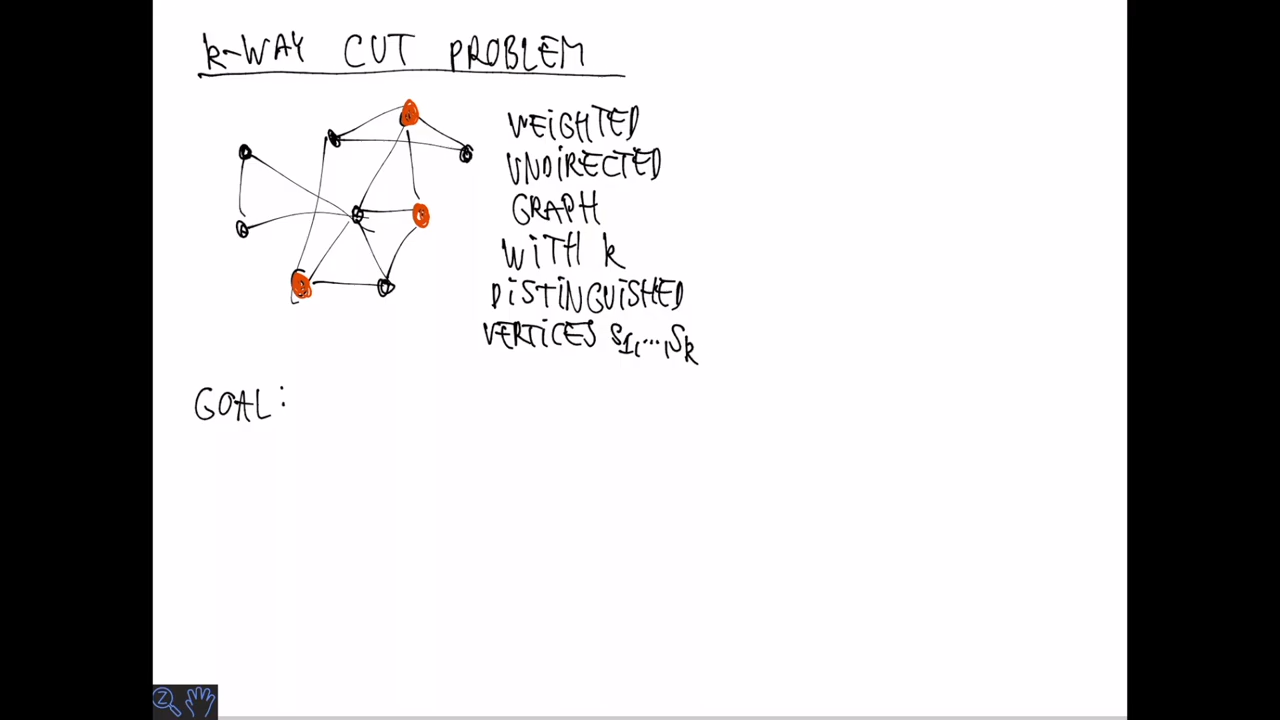 k-WAY CUT PROBLEM
WEIGHTED
UNDIRECTED
GRAPH
WITH k
DISTINGUISHED
VERTICES S1,...,Sk
GOAL:
Z